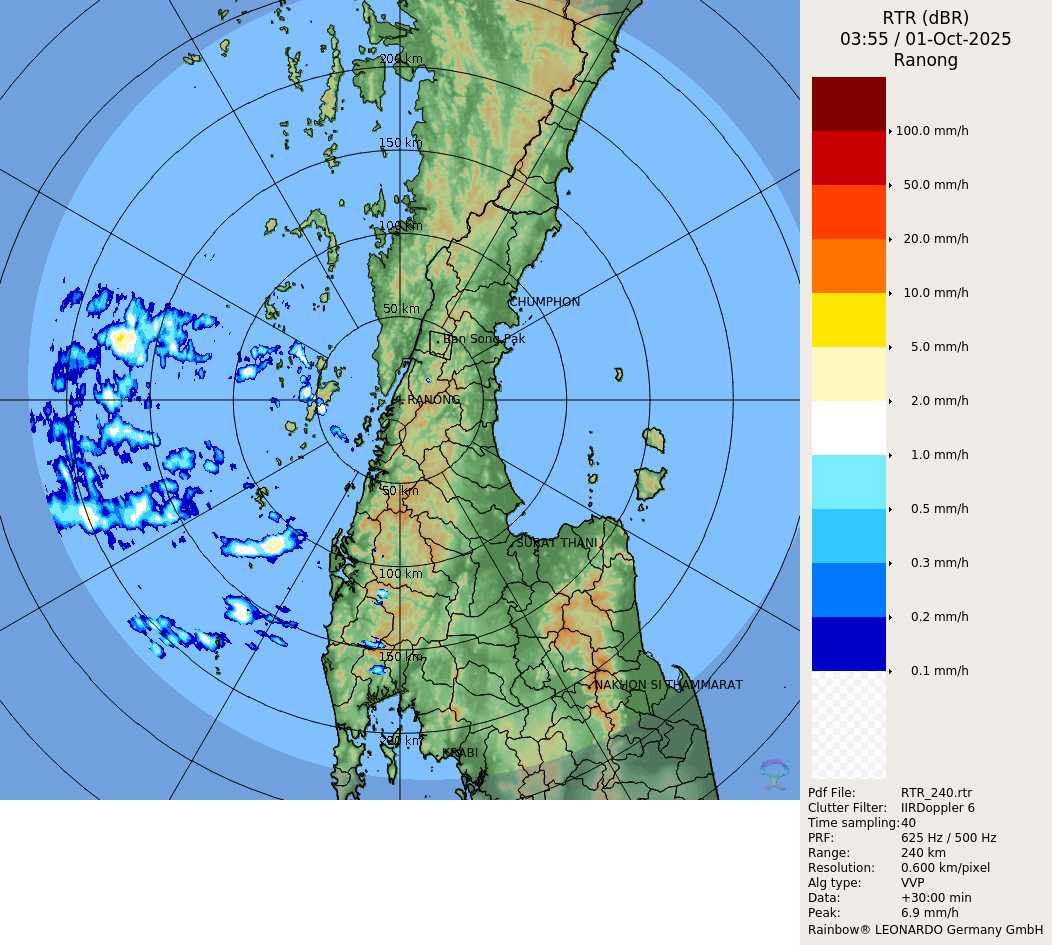 RTR (dBR)
03:55 / 01-Oct-2025
Ranong
100.0 mm/h
50.0 mm/h
20.0 mm/h
10.0 mm/h
5.0 mm/h
2.0 mm/h
1.0 mm/h
0.5 mm/h
0.3 mm/h
0.2 mm/h
0.1 mm/h
200 km
150 km
100 km
50 km
CHUMPHON
Ban Song Pak
RANONG
50 km
SURAT THANI
100 km
150 km
NAKHON SI THAMMARAT
200 km
KRABI
Pdf File: RTR_240.rtr
Clutter Filter: IIRDoppler 6
Time sampling: 40
PRF: 625 Hz / 500 Hz
Range: 240 km
Resolution: 0.600 km/pixel
Alg type: VVP
Data: +30:00 min
Peak: 6.9 mm/h
Rainbow® LEONARDO Germany GmbH